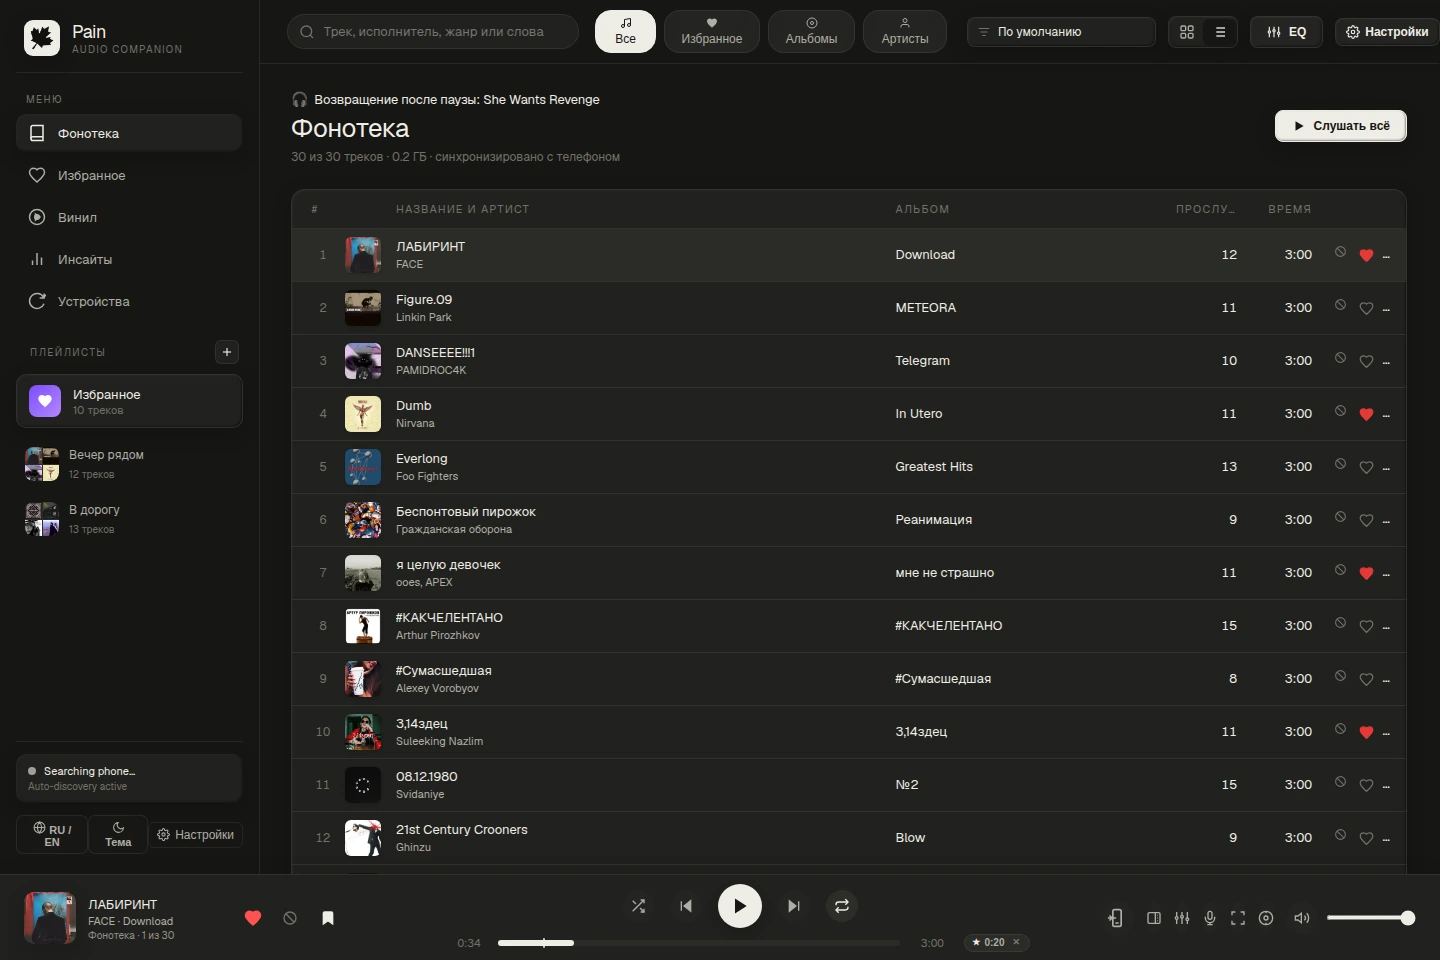 Pain
AUDIO COMPANION
Трек, исполнитель, жанр или слова
Все
Избранное
Альбомы
Артисты
По умолчанию
EQ
Настройки
МЕНЮ
Фонотека
Избранное
Винил
Инсайты
Устройства
ПЛЕЙЛИСТЫ
Избранное
10 треков
Вечер рядом
12 треков
В дорогу
13 треков
Searching phone...
Auto-discovery active
RU / EN
Тема
Настройки
Возвращение после паузы: She Wants Revenge
Фонотека
30 из 30 треков · 0.2 ГБ · синхронизировано с телефоном
Слушать всё
# НАЗВАНИЕ И АРТИСТ АЛЬБОМ ПРОСЛУ... ВРЕМЯ
1 ЛАБИРИНТ Download 12 3:00
FACE
2 Figure.09 METEORA 11 3:00
Linkin Park
3 DANSEEEE!!!1 Telegram 10 3:00
PAMIDROC4K
4 Dumb In Utero 11 3:00
Nirvana
5 Everlong Greatest Hits 13 3:00
Foo Fighters
6 Беспонтовый пирожок Реанимация 9 3:00
Гражданская оборона
7 я целую девочек мне не страшно 11 3:00
ooes, APEX
8 #КАКЧЕЛЕНТАНО #КАКЧЕЛЕНТАНО 15 3:00
Arthur Pirozhkov
9 #Сумасшедшая #Сумасшедшая 8 3:00
Alexey Vorobyov
10 3,14здец 3,14здец 11 3:00
Suleeking Nazlim
11 08.12.1980 №2 15 3:00
Svidaniye
12 21st Century Crooners Blow 9 3:00
Ghinzu
ЛАБИРИНТ
FACE · Download
Фонотека · 1 из 30
0:34
3:00
★ 0:20 ×